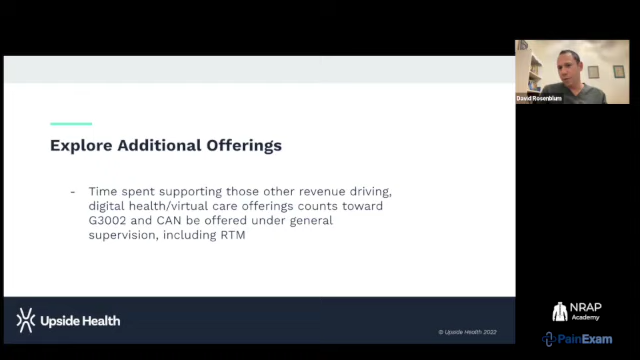 David Rosenblum
Explore Additional Offerings
- Time spent supporting those other revenue driving,
digital health/virtual care offerings counts toward
G3002 and CAN be offered under general
supervision, including RTM
Upside Health
© Upside Health 2022
NRAP
Academy
PainExam